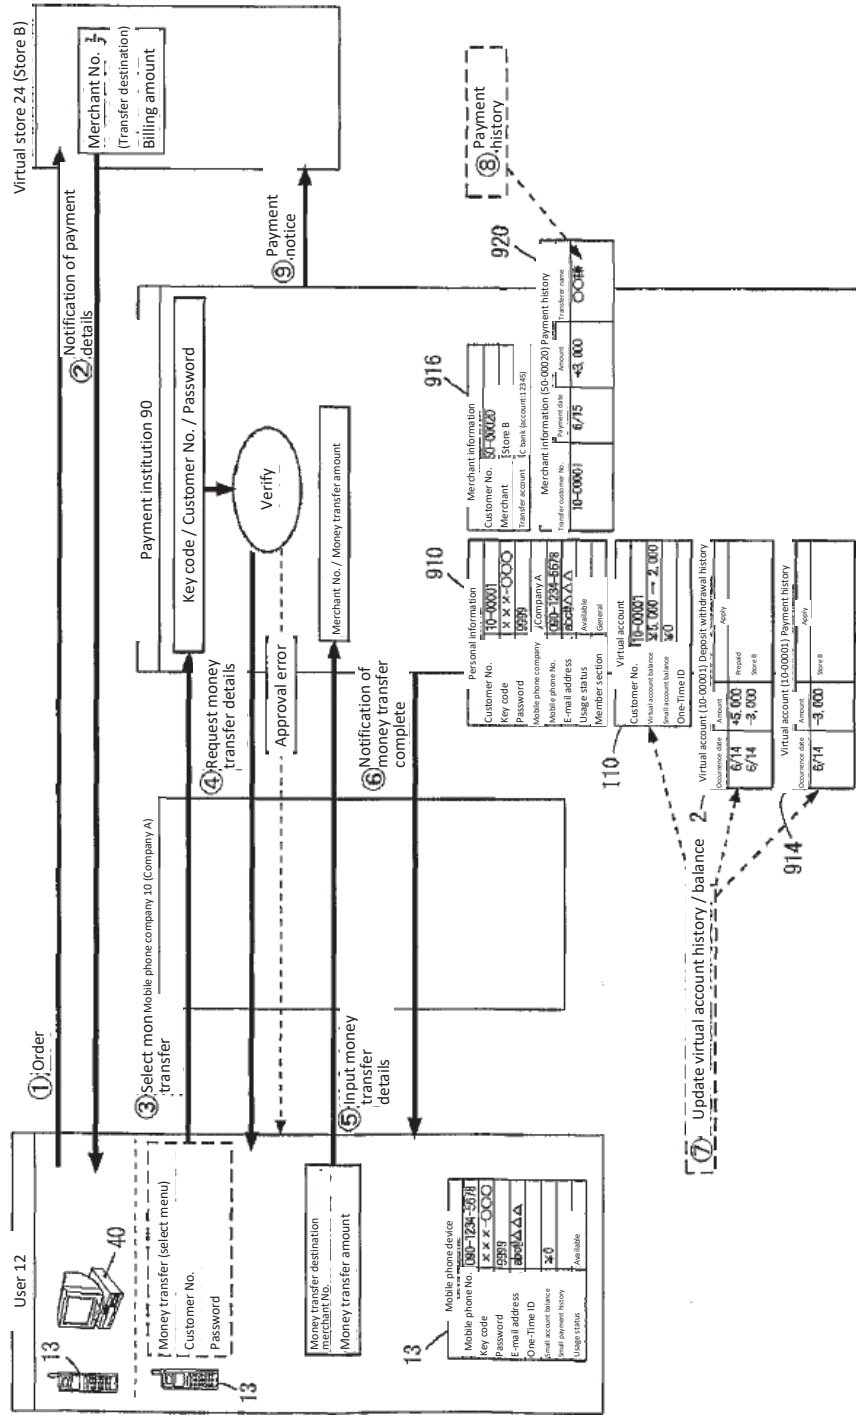 User 12
13
40
Money transfer (select menu)
Customer No.
Password
13
Money transfer destination
merchant No.
Money transfer amount
13
Mobile phone device
Mobile phone No. 090-1234-5678
Key code ×××-○○○
Password 9999
E-mail address abc@△△△
One-Time ID
Small account balance ¥0
Small payment history
Usage status Available
① Order
② Notification of payment
details
③ Select mon
transfer
Mobile phone company 10 (Company A)
④ Request money
transfer details
Approval error
⑤ Input money
transfer
details
⑥ Notification of
money transfer
complete
⑦ Update virtual account history / balance
Payment institution 90
Key code / Customer No. / Password
Verify
Merchant No. / Money transfer amount
910
Personal information
Customer No. 10-00001
Key code ×××-○○○
Password 9999
Mobile phone company Company A
Mobile phone No. 090-1234-5678
E-mail address abc@△△△
Usage status Available
Member section General
110
Virtual account
Customer No. 10-00001
Virtual account balance ¥5,000 → 2,000
Small account balance ¥0
One-Time ID
2
Virtual account (10-00001) Deposit withdrawal history
Occurrence date Amount Apply
6/14 +5,000 Prepaid
6/14 -3,000 Store B
914
Virtual account (10-00001) Payment history
Occurrence date Amount Apply
6/14 -3,000 Store B
916
Merchant information
Customer No. 50-00020
Merchant Store B
Transfer account C bank (account:12345)
920
Merchant information (50-00020) Payment history
Transfer customer No. Payment date Amount Transferer name
10-00001 6/15 +3,000
⑧ Payment
history
⑨ Payment
notice
Virtual store 24 (Store B)
Merchant No.
(Transfer destination)
Billing amount